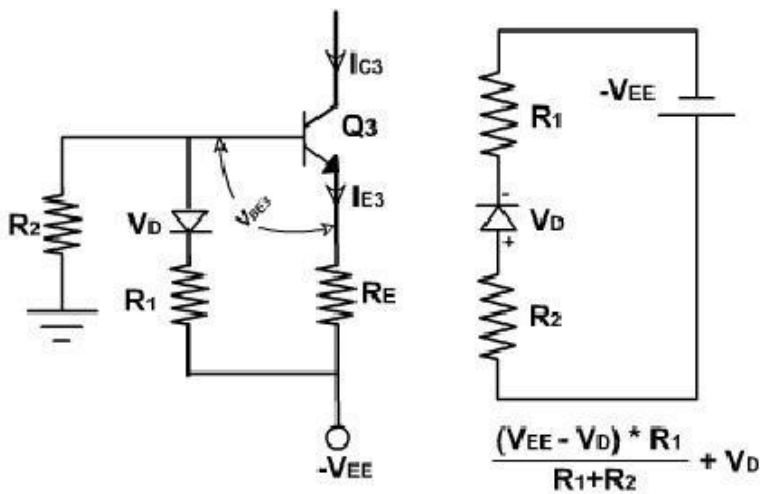 IC3
Q3
IE3
VBE3
R2
VD
R1
RE
-VEE
R1
-VEE
-
VD
+
R2
(VEE - VD) * R1
R1+R2
+ VD